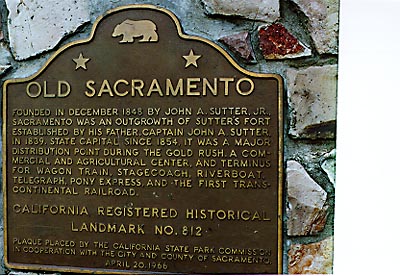 OLD SACRAMENTO
FOUNDED IN DECEMBER 1848 BY JOHN A. SUTTER, JR.
SACRAMENTO WAS AN OUTGROWTH OF SUTTER'S FORT
ESTABLISHED BY HIS FATHER, CAPTAIN JOHN A. SUTTER,
IN 1839. STATE CAPITAL SINCE 1854, IT WAS A MAJOR
DISTRIBUTION POINT DURING THE GOLD RUSH, A COM-
MERCIAL AND AGRICULTURAL CENTER, AND TERMINUS
FOR WAGON TRAIN, STAGECOACH, RIVERBOAT,
TELEGRAPH, PONY EXPRESS, AND THE FIRST TRANS-
CONTINENTAL RAILROAD.
CALIFORNIA REGISTERED HISTORICAL
LANDMARK NO. 812
PLAQUE PLACED BY THE CALIFORNIA STATE PARK COMMISSION
IN COOPERATION WITH THE CITY AND COUNTY OF SACRAMENTO,
APRIL 20, 1966